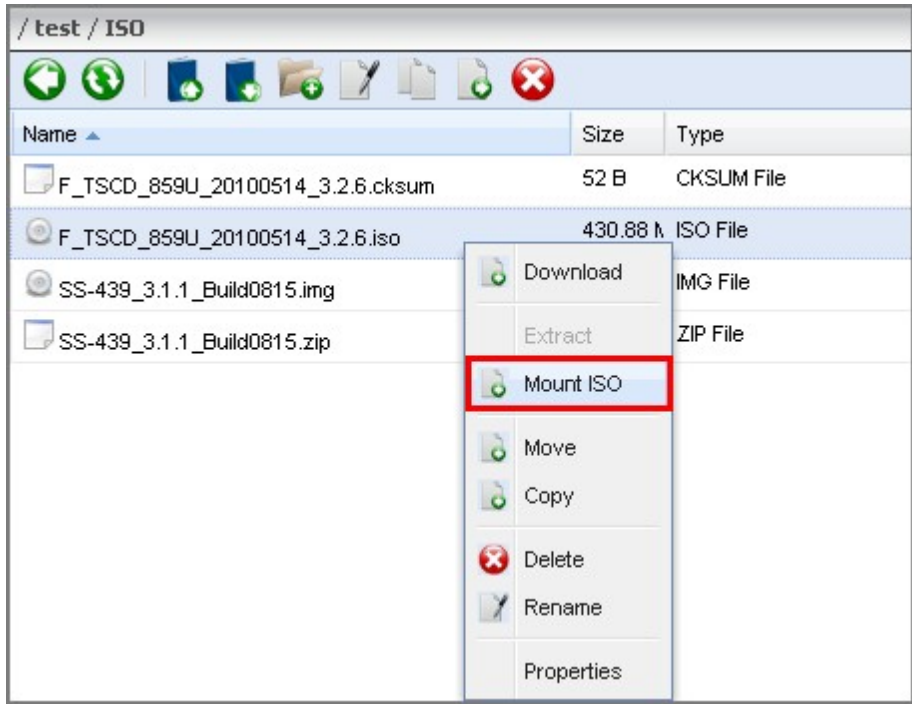 / test / ISO
Name Size Type
F_TSCD_859U_20100514_3.2.6.cksum 52 B CKSUM File
F_TSCD_859U_20100514_3.2.6.iso 430.88 ISO File
SS-439_3.1.1_Build0815.img IMG File
SS-439_3.1.1_Build0815.zip ZIP File
Download
Extract
Mount ISO
Move
Copy
Delete
Rename
Properties